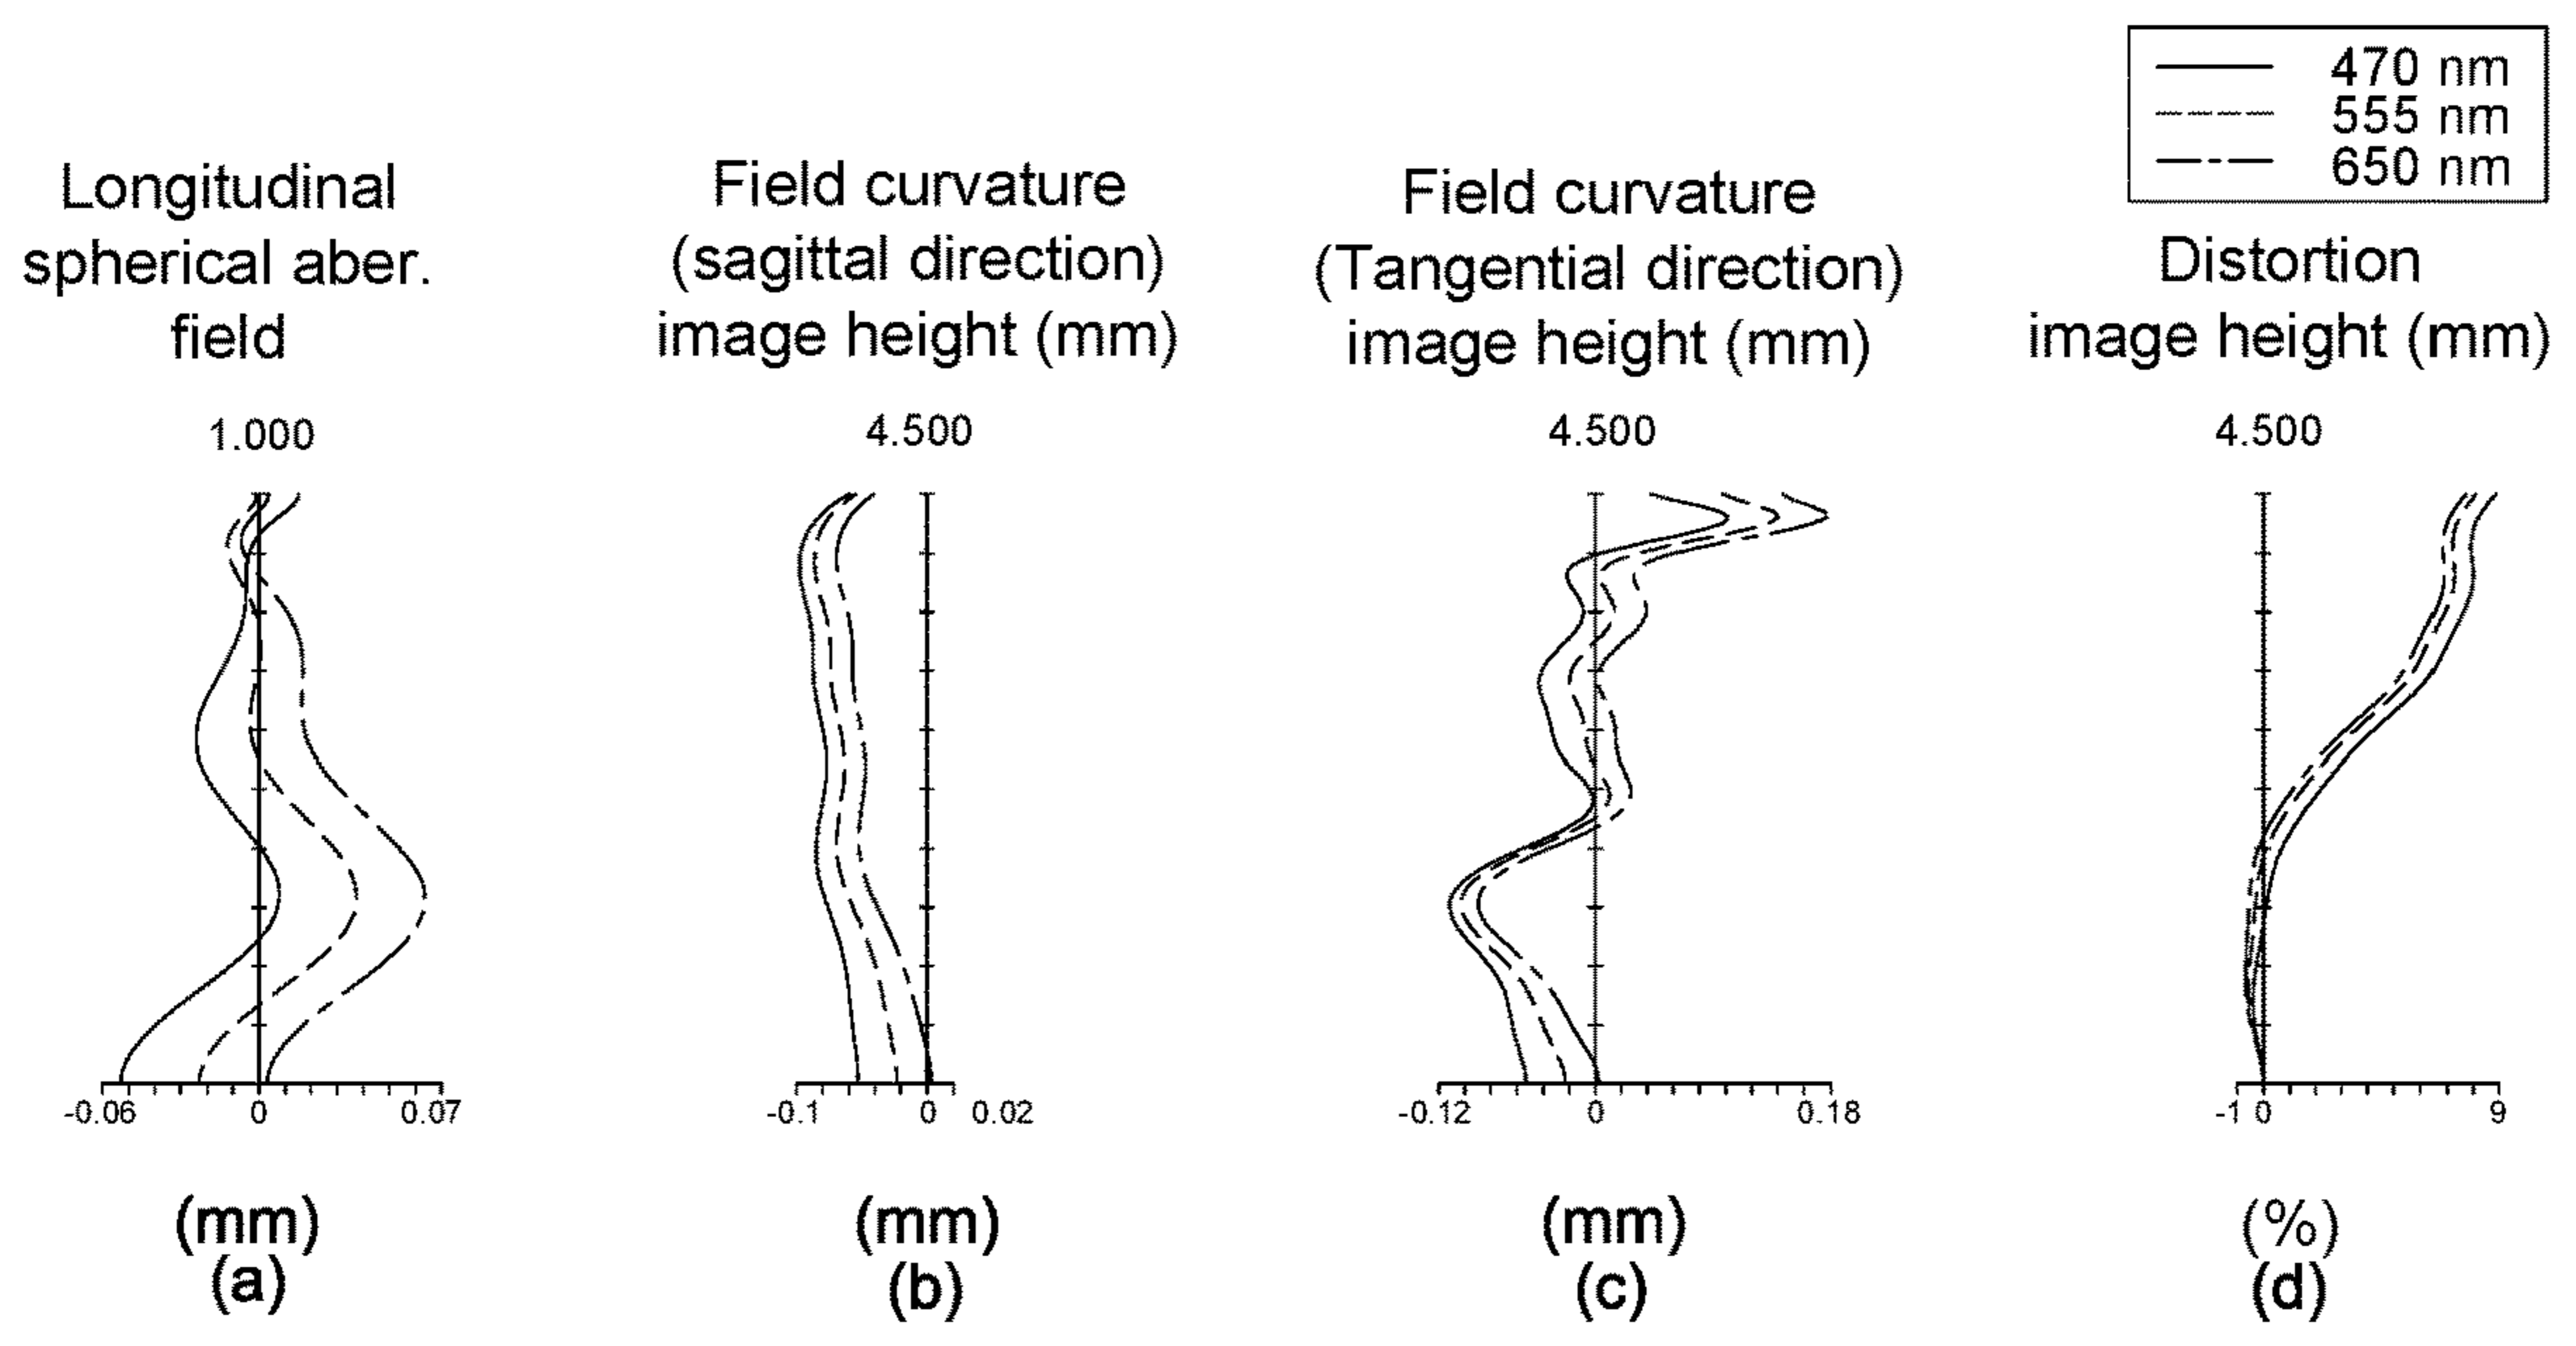 470 nm
555 nm
650 nm
Longitudinal
spherical aber.
field
1.000
-0.06 0 0.07
(mm)
(a)
Field curvature
(sagittal direction)
image height (mm)
4.500
-0.1 0 0.02
(mm)
(b)
Field curvature
(Tangential direction)
image height (mm)
4.500
-0.12 0 0.18
(mm)
(c)
Distortion
image height (mm)
4.500
-1 0 9
(%)
(d)